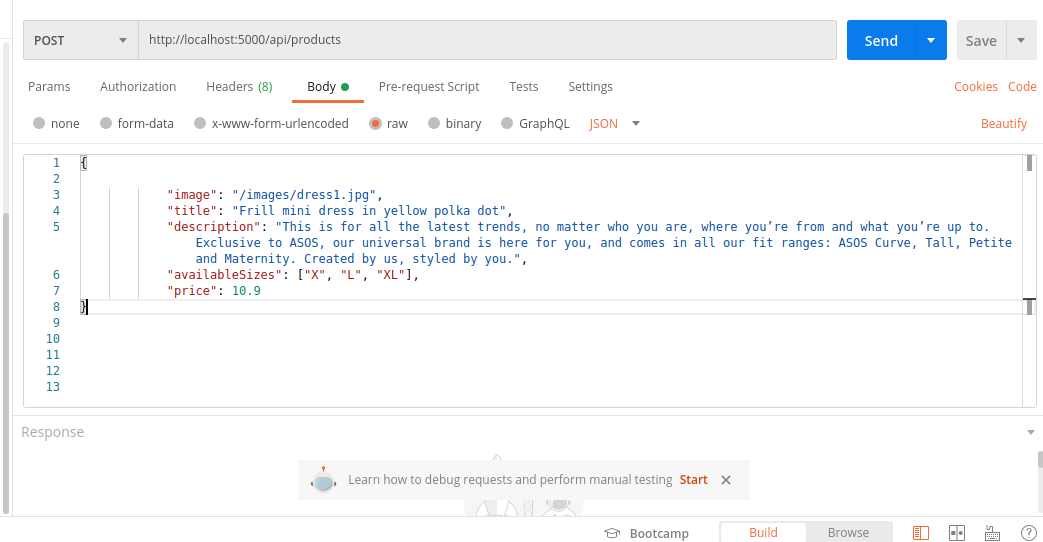 POST http://localhost:5000/api/products Send Save
Params Authorization Headers (8) Body Pre-request Script Tests Settings Cookies Code
none form-data x-www-form-urlencoded raw binary GraphQL JSON Beautify
1 {
2
3 "image": "/images/dress1.jpg",
4 "title": "Frill mini dress in yellow polka dot",
5 "description": "This is for all the latest trends, no matter who you are, where you’re from and what you’re up to.
Exclusive to ASOS, our universal brand is here for you, and comes in all our fit ranges: ASOS Curve, Tall, Petite
and Maternity. Created by us, styled by you.",
6 "availableSizes": ["X", "L", "XL"],
7 "price": 10.9
8 }
9
10
11
12
13
Response
Learn how to debug requests and perform manual testing Start
Bootcamp Build Browse